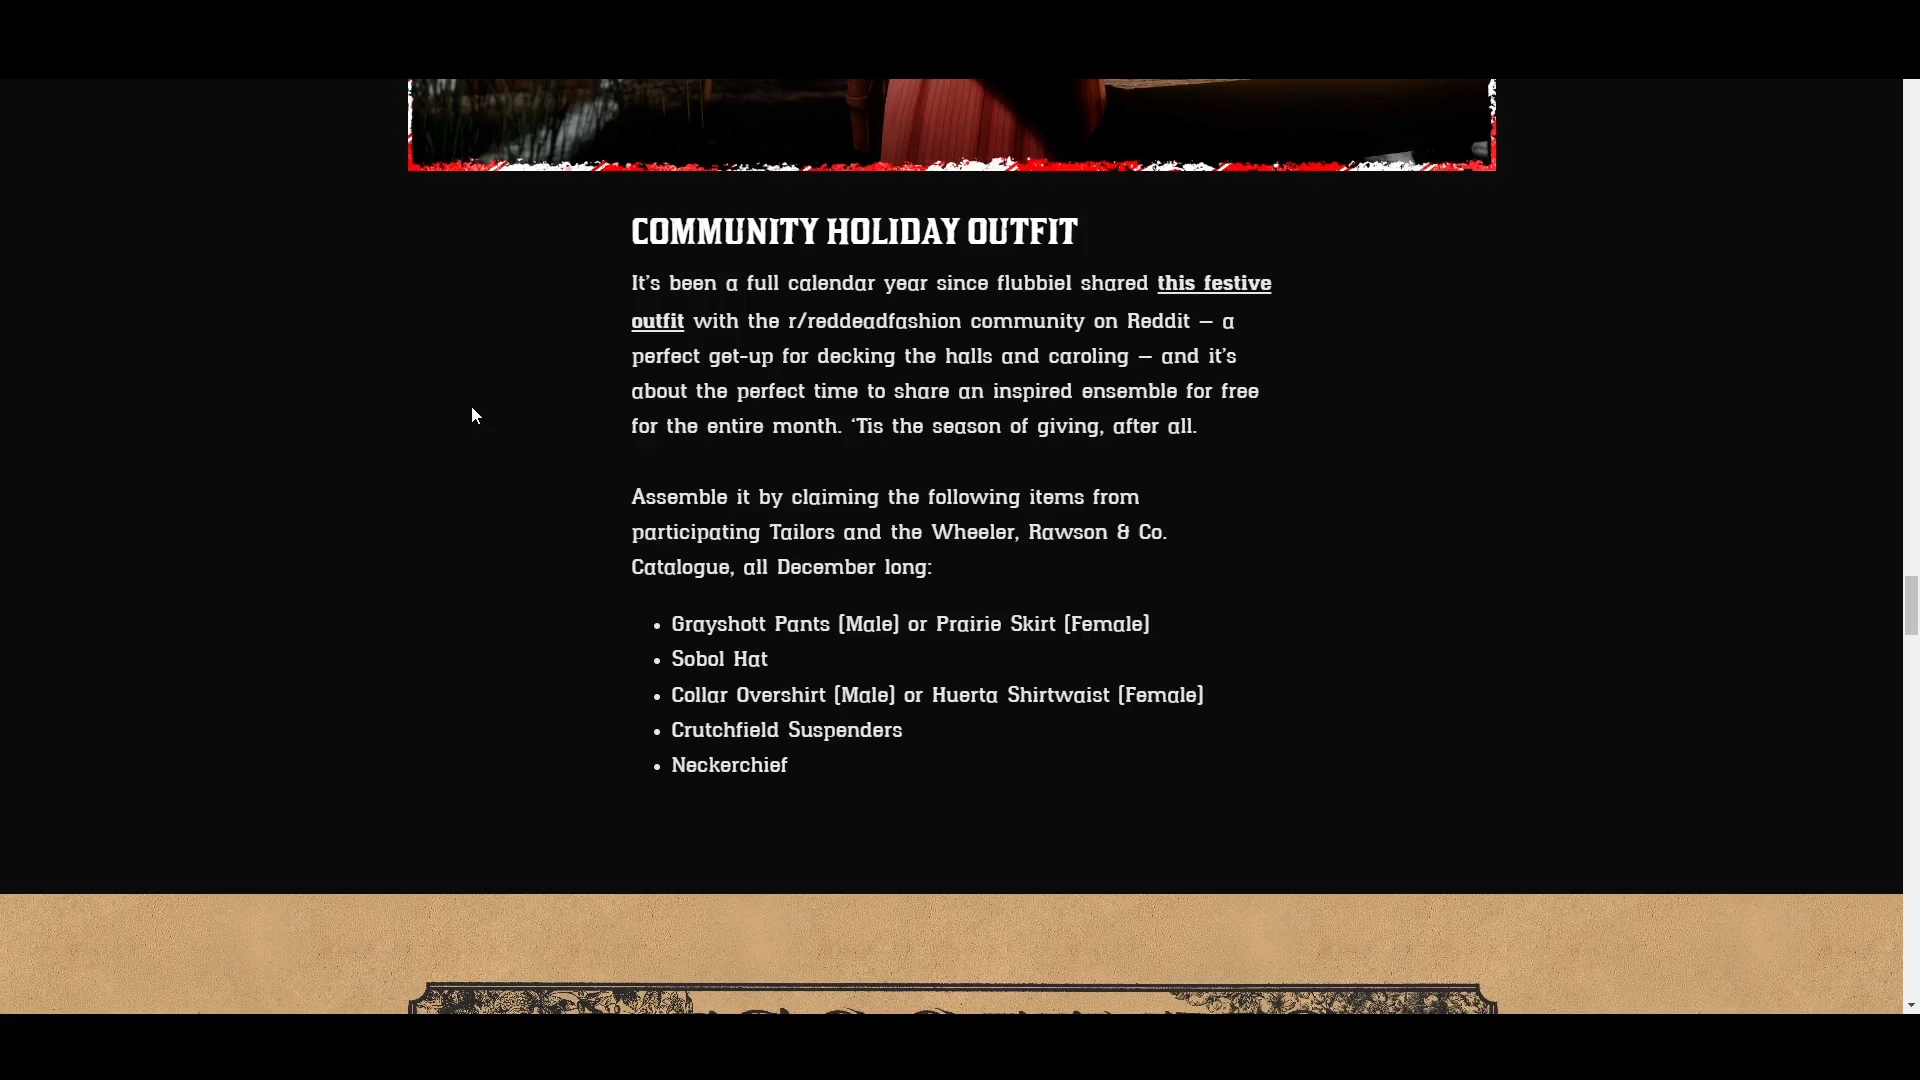 COMMUNITY HOLIDAY OUTFIT
It’s been a full calendar year since flubbiel shared this festive
outfit with the r/reddeadfashion community on Reddit – a
perfect get-up for decking the halls and caroling – and it’s
about the perfect time to share an inspired ensemble for free
for the entire month. ‘Tis the season of giving, after all.
Assemble it by claiming the following items from
participating Tailors and the Wheeler, Rawson & Co.
Catalogue, all December long:
• Grayshott Pants (Male) or Prairie Skirt (Female)
• Sobol Hat
• Collar Overshirt (Male) or Huerta Shirtwaist (Female)
• Crutchfield Suspenders
• Neckerchief